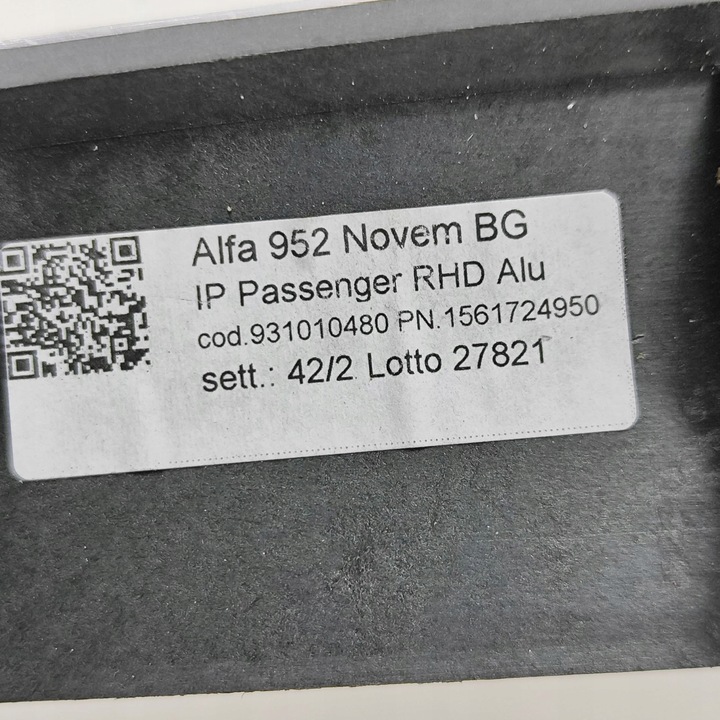 Alfa 952 Novem BG
IP Passenger RHD Alu
cod.931010480 PN.1561724950
sett.: 42/2 Lotto 27821